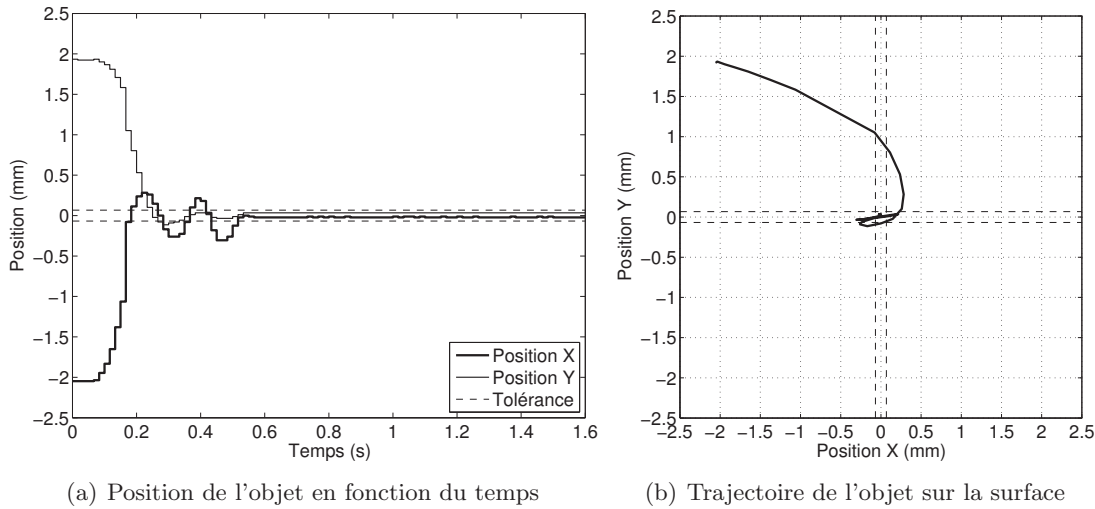 2.5
2
1.5
1
0.5
0
−0.5
−1
−1.5
−2
−2.5
Position (mm)
0 0.2 0.4 0.6 0.8 1 1.2 1.4 1.6
Temps (s)
Position X
Position Y
Tolérance
(a) Position de l'objet en fonction du temps
2.5
2
1.5
1
0.5
0
−0.5
−1
−1.5
−2
−2.5
Position Y (mm)
−2.5 −2 −1.5 −1 −0.5 0 0.5 1 1.5 2 2.5
Position X (mm)
(b) Trajectoire de l'objet sur la surface